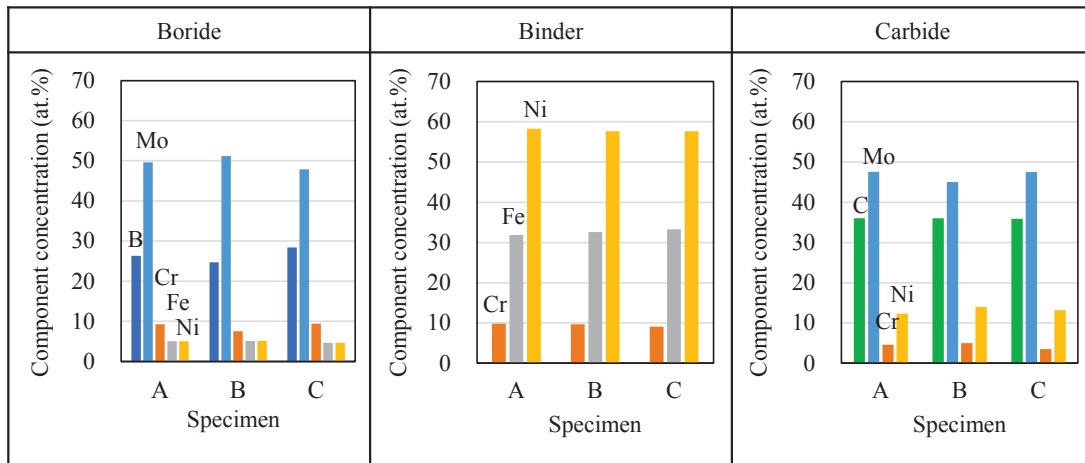 Boride
Binder
Carbide
Component concentration (at.%)
70
60
50
40
30
20
10
0
Mo
B
Cr
Fe
Ni
A
B
C
Specimen
Component concentration (at.%)
70
60
50
40
30
20
10
0
Ni
Fe
Cr
A
B
C
Specimen
Component concentration (at.%)
70
60
50
40
30
20
10
0
Mo
C
Ni
Cr
A
B
C
Specimen